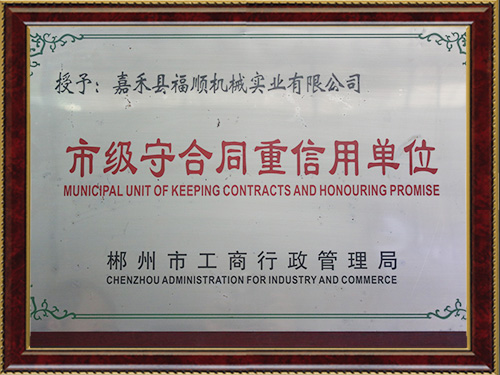 授予：嘉禾县福顺机械实业有限公司
市级守合同重信用单位
MUNICIPAL UNIT OF KEEPING CONTRACTS AND HONOURING PROMISE
郴州市工商行政管理局
CHENZHOU ADMINISTRATION FOR INDUSTRY AND COMMERCE